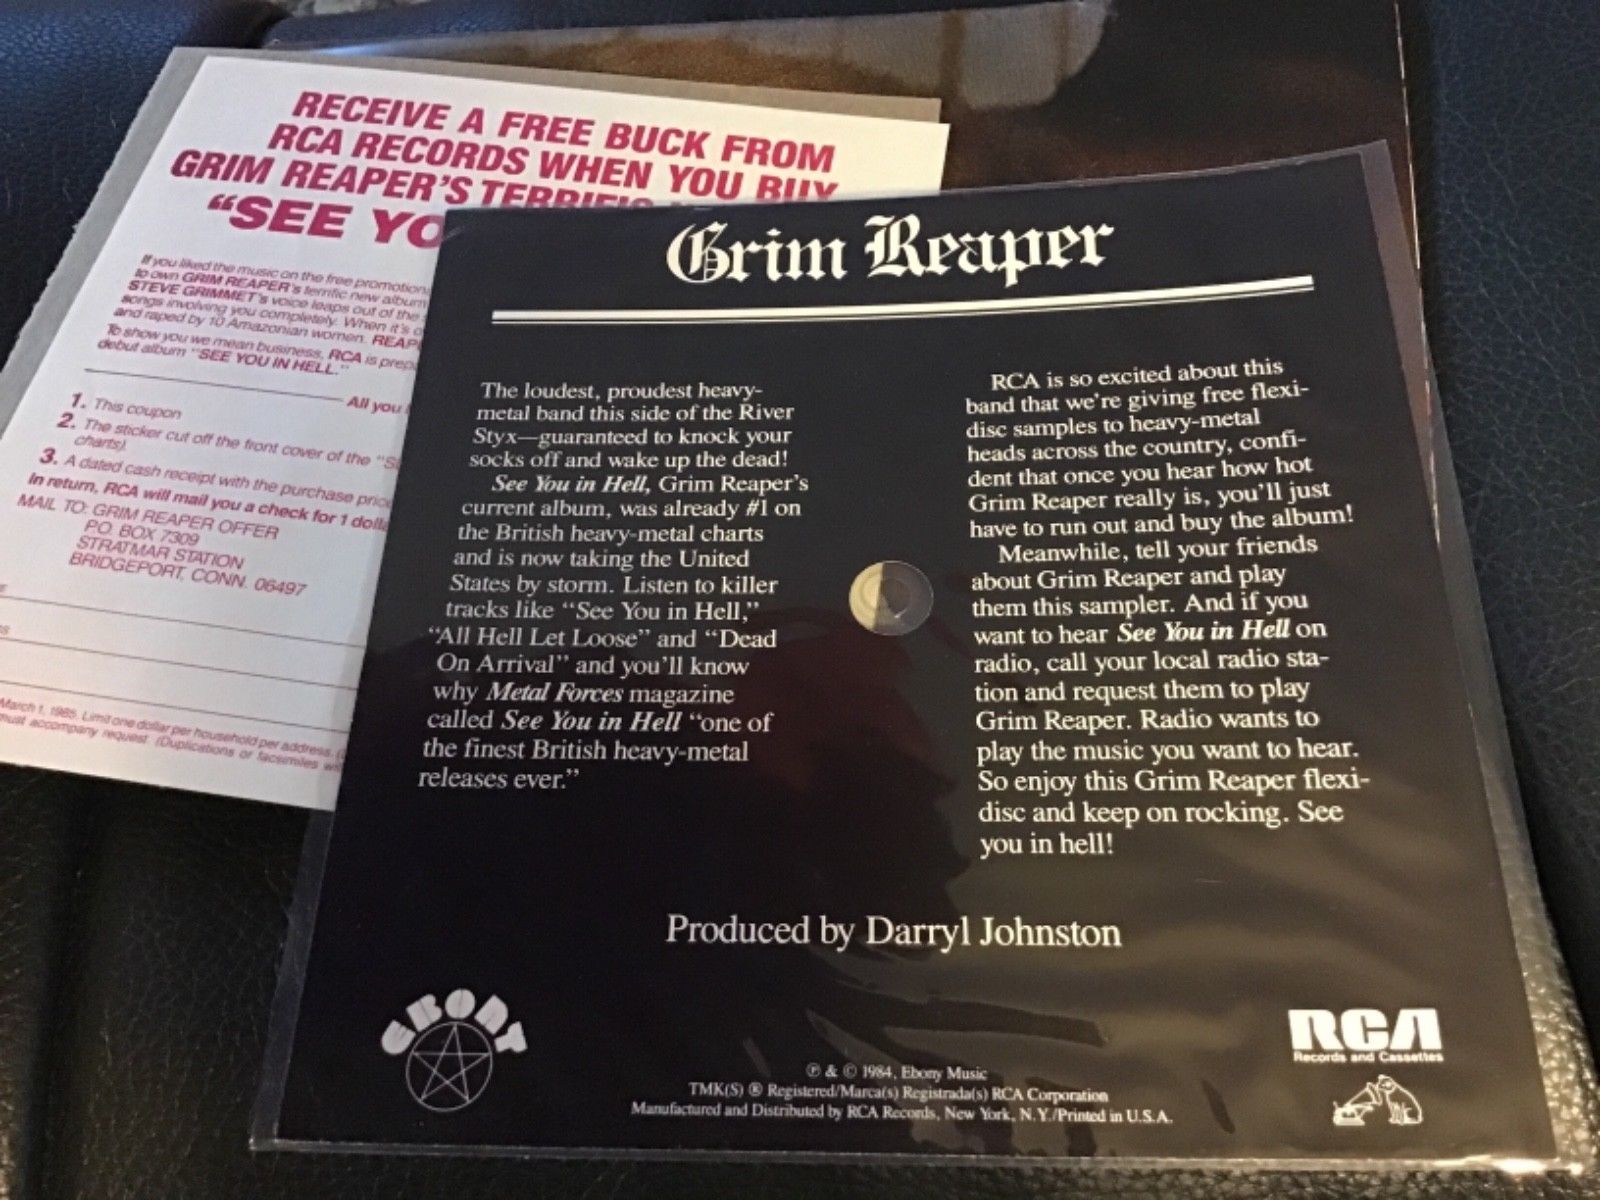 RECEIVE A FREE BUCK FROM
RCA RECORDS WHEN YOU BUY
GRIM REAPER'S TERRIFIC
"SEE YO
If you liked the music on the free promotion
to own GRIM REAPER's terrific new album
STEVE GRIMMET's voice leaps out of the
songs involving you completely. When it's o
and raped by 10 Amazonian women. REAP
To show you we mean business, RCA is prep
debut album "SEE YOU IN HELL."
All you
1. This coupon
2. The sticker cut off the front cover of the "S
charts).
3. A dated cash receipt with the purchase price
In return, RCA will mail you a check for 1 dolla
MAIL TO: GRIM REAPER OFFER
P.O. BOX 7309
STRATMAR STATION
BRIDGEPORT, CONN. 06497
March 1, 1985. Limit one dollar per household per address.
must accompany request. (Duplications or facsimiles wi
Grim Reaper
The loudest, proudest heavy-
metal band this side of the River
Styx—guaranteed to knock your
socks off and wake up the dead!
See You in Hell, Grim Reaper's
current album, was already #1 on
the British heavy-metal charts
and is now taking the United
States by storm. Listen to killer
tracks like "See You in Hell,"
"All Hell Let Loose" and "Dead
On Arrival" and you'll know
why Metal Forces magazine
called See You in Hell "one of
the finest British heavy-metal
releases ever."
RCA is so excited about this
band that we're giving free flexi-
disc samples to heavy-metal
heads across the country, confi-
dent that once you hear how hot
Grim Reaper really is, you'll just
have to run out and buy the album!
Meanwhile, tell your friends
about Grim Reaper and play
them this sampler. And if you
want to hear See You in Hell on
radio, call your local radio sta-
tion and request them to play
Grim Reaper. Radio wants to
play the music you want to hear.
So enjoy this Grim Reaper flexi-
disc and keep on rocking. See
you in hell!
Produced by Darryl Johnston
EBONY
RCA
Records and Cassettes
℗ & © 1984, Ebony Music
TMK(S) ® Registered/Marca(s) Registrada(s) RCA Corporation
Manufactured and Distributed by RCA Records, New York, N.Y./Printed in U.S.A.